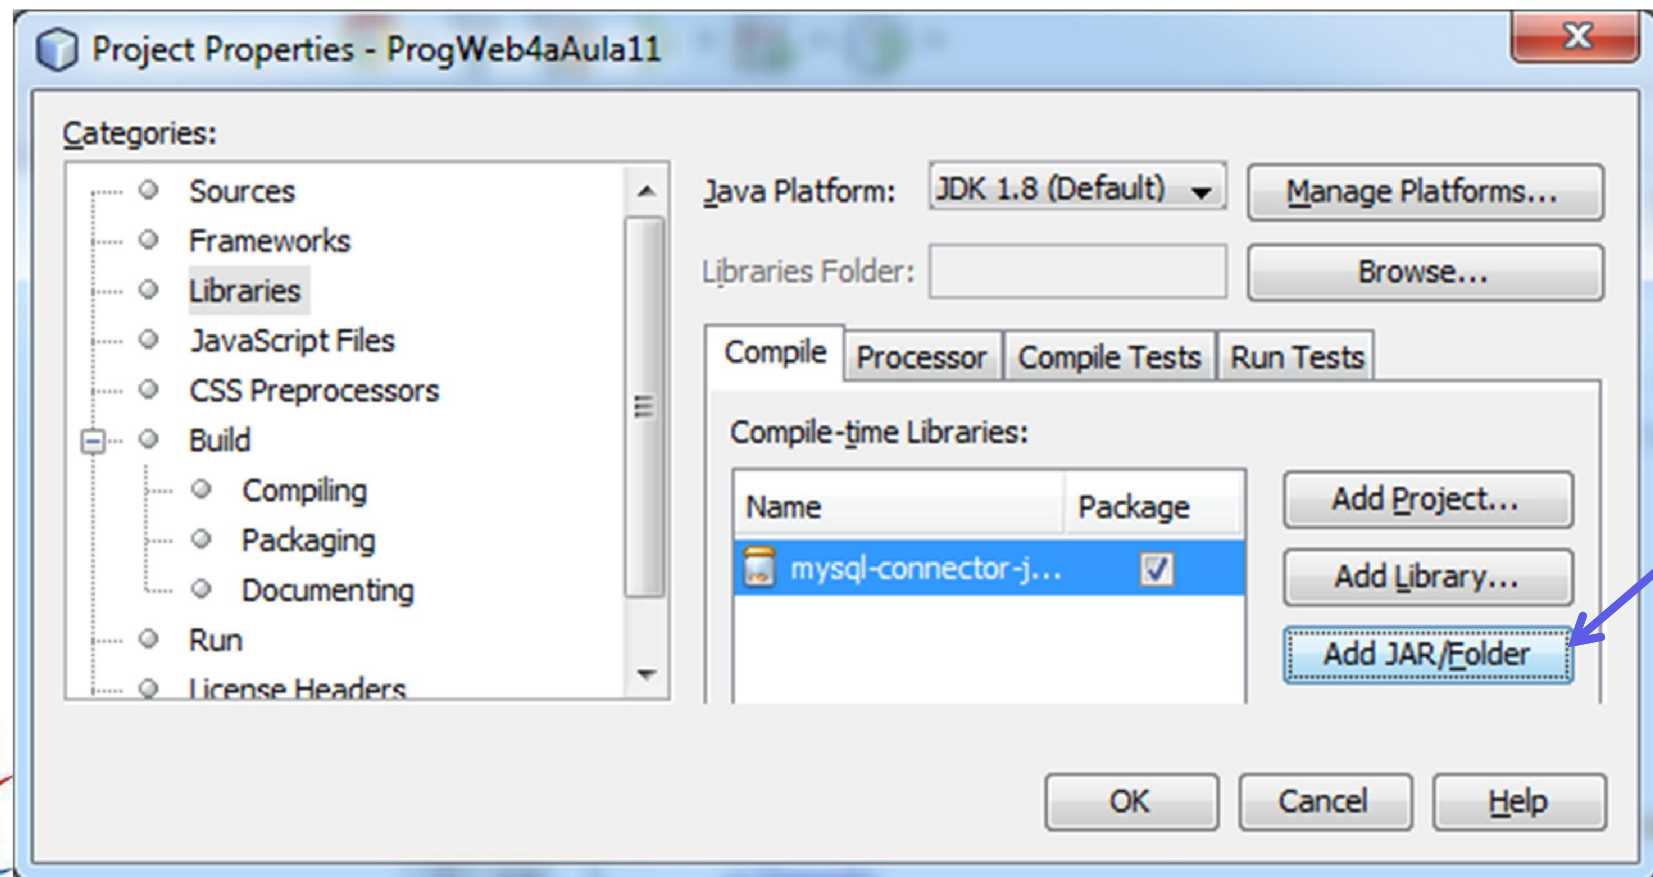 Project Properties - ProgWeb4aAula11
x
Categories:
Sources
Frameworks
Libraries
JavaScript Files
CSS Preprocessors
Build
Compiling
Packaging
Documenting
Run
License Headers
Java Platform: JDK 1.8 (Default) Manage Platforms...
Libraries Folder: Browse...
Compile Processor Compile Tests Run Tests
Compile-time Libraries:
Name Package
mysql-connector-j...
Add Project...
Add Library...
Add JAR/Folder
OK Cancel Help